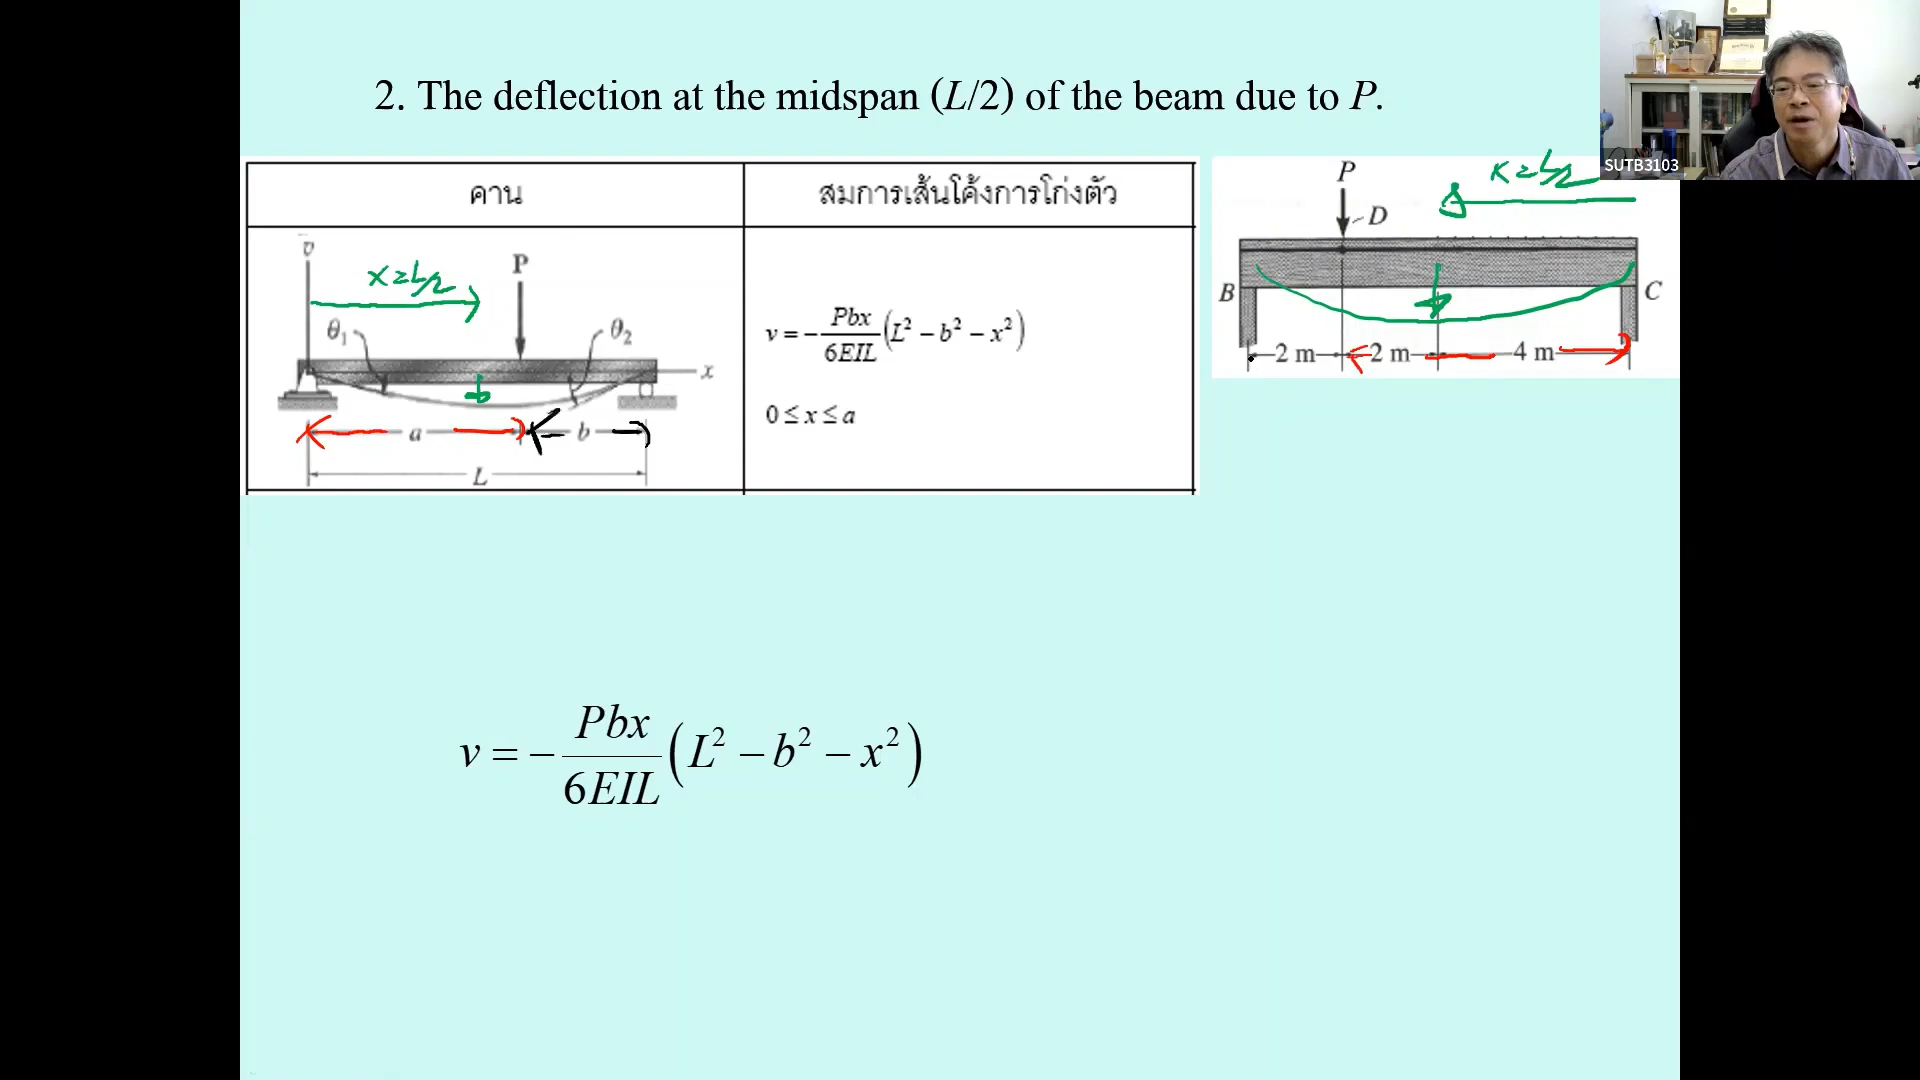 2. The deflection at the midspan (L/2) of the beam due to P.
SUTB3103
คาน
สมการเส้นโค้งการโก่งตัว
v
x=L/2
P
θ₁
θ₂
x
a
b
L
v = −Pbx/6EIL (L² − b² − x²)
0 ≤ x ≤ a
P
x=L/2
D
B
C
2 m
2 m
4 m
v = −Pbx/6EIL (L² − b² − x²)